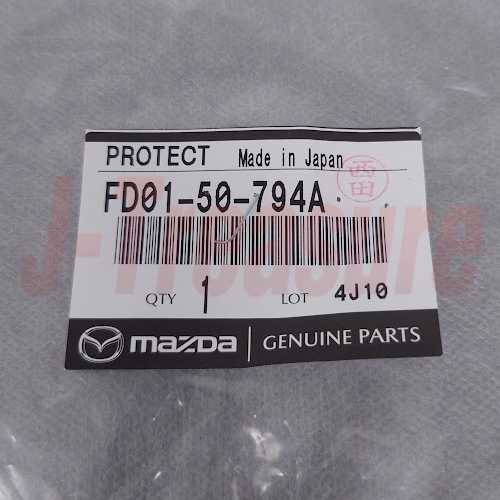 PROTECT Made in Japan
西田
FD01-50-794A
QTY 1 LOT 4J10
mazda GENUINE PARTS
J-Treasure